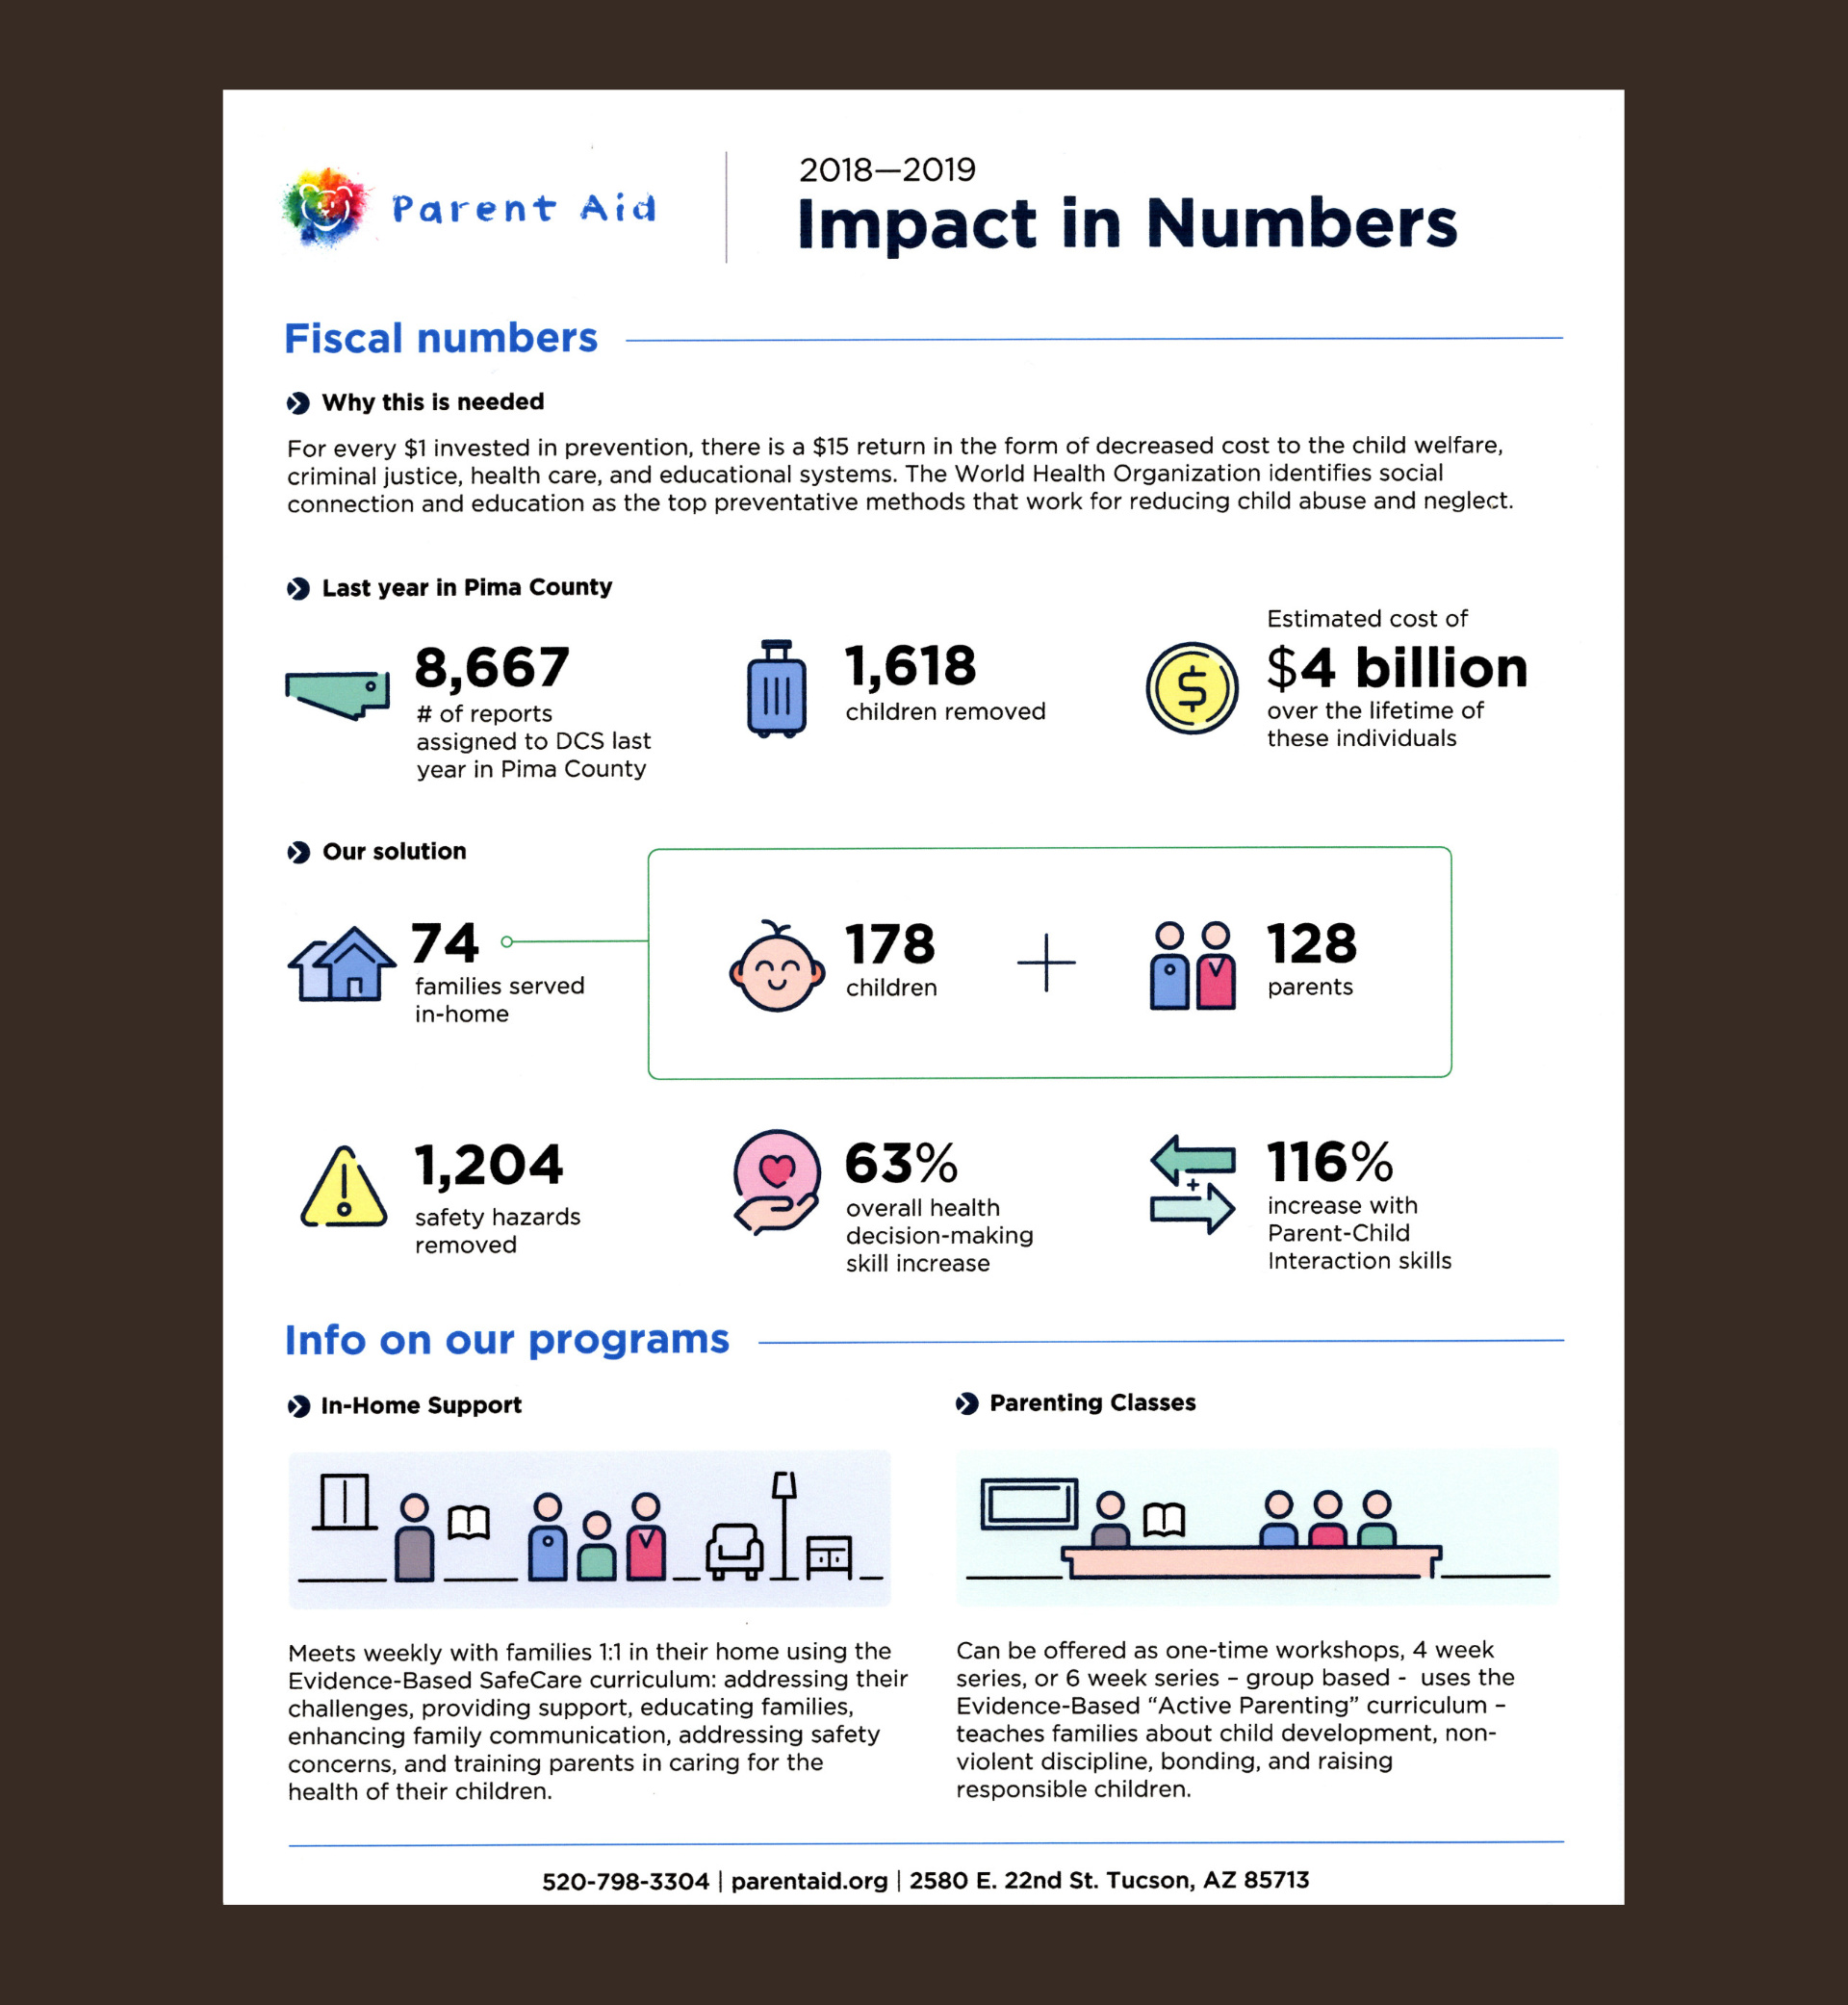 Parent Aid
2018—2019
Impact in Numbers
Fiscal numbers
Why this is needed
For every $1 invested in prevention, there is a $15 return in the form of decreased cost to the child welfare,
criminal justice, health care, and educational systems. The World Health Organization identifies social
connection and education as the top preventative methods that work for reducing child abuse and neglect.
Last year in Pima County
8,667
# of reports
assigned to DCS last
year in Pima County
1,618
children removed
Estimated cost of
$4 billion
over the lifetime of
these individuals
Our solution
74
families served
in-home
178
children
128
parents
1,204
safety hazards
removed
63%
overall health
decision-making
skill increase
116%
increase with
Parent-Child
Interaction skills
Info on our programs
In-Home Support
Meets weekly with families 1:1 in their home using the
Evidence-Based SafeCare curriculum: addressing their
challenges, providing support, educating families,
enhancing family communication, addressing safety
concerns, and training parents in caring for the
health of their children.
Parenting Classes
Can be offered as one-time workshops, 4 week
series, or 6 week series – group based -  uses the
Evidence-Based “Active Parenting” curriculum –
teaches families about child development, non-
violent discipline, bonding, and raising
responsible children.
520-798-3304 | parentaid.org | 2580 E. 22nd St. Tucson, AZ 85713